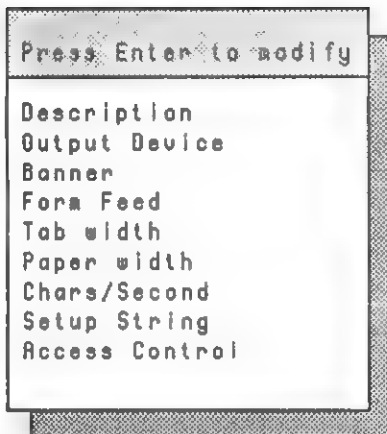 Press Enter to modify
Description
Output Device
Banner
Form Feed
Tab width
Paper width
Chars/Second
Setup String
Access Control